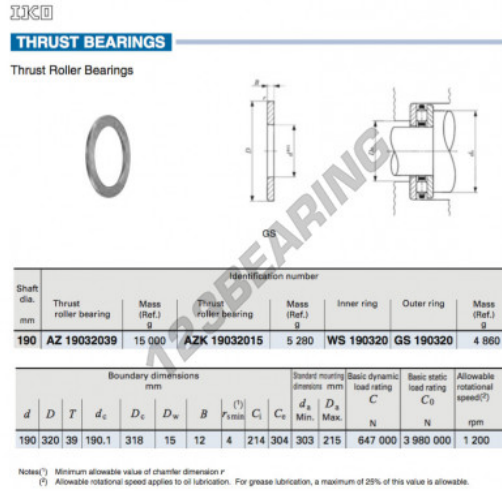 IKO
THRUST BEARINGS
Thrust Roller Bearings
B
r
D
GS
123BEARING
Identification number
Shaft dia. mm
Thrust roller bearing
Mass (Ref.) g
Thrust roller bearing
Mass (Ref.) g
Inner ring
Outer ring
Mass (Ref.) g
190 AZ 19032039 15 000 AZK 19032015 5 280 WS 190320 GS 190320 4 860
Boundary dimensions mm
Standard mounting dimensions mm
Basic dynamic load rating C N
Basic static load rating C₀ N
Allowable rotational speed(²) rpm
d D T dc Dc Dw B (¹) rs min Ci Ce da Min. Da Max.
190 320 39 190.1 318 15 12 4 214 304 303 215 647 000 3 980 000 1 200
Notes(¹) Minimum allowable value of chamfer dimension r
(²) Allowable rotational speed applies to oil lubrication. For grease lubrication, a maximum of 25% of this value is allowable.